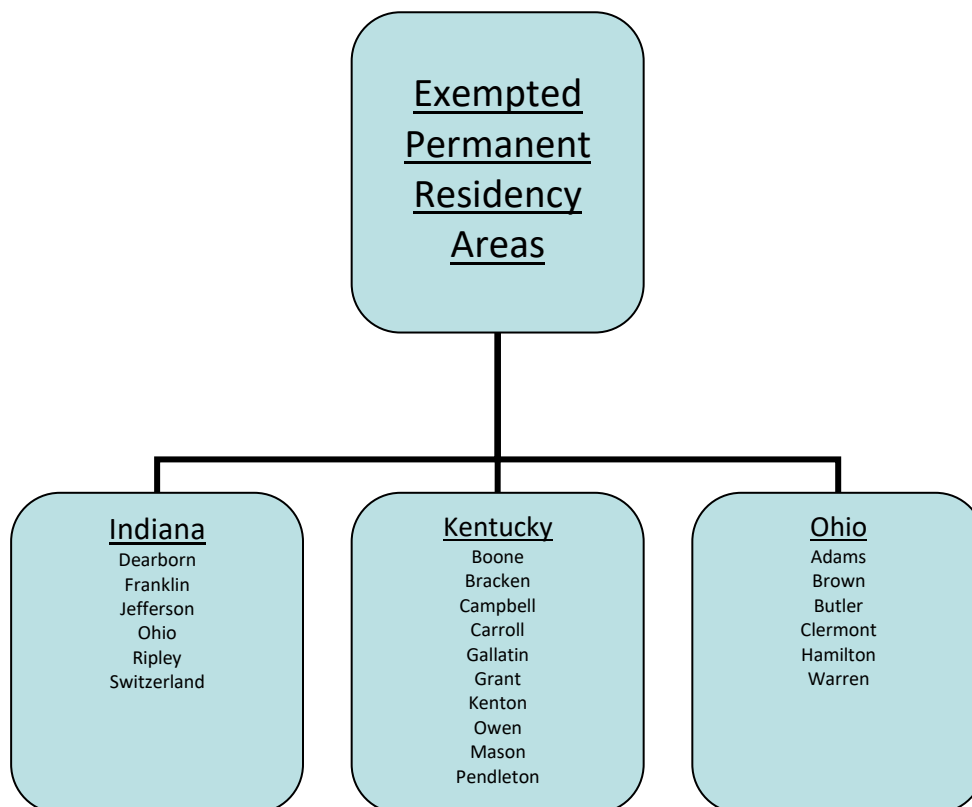 Exempted
Permanent
Residency
Areas
Indiana
Dearborn
Franklin
Jefferson
Ohio
Ripley
Switzerland
Kentucky
Boone
Bracken
Campbell
Carroll
Gallatin
Grant
Kenton
Owen
Mason
Pendleton
Ohio
Adams
Brown
Butler
Clermont
Hamilton
Warren